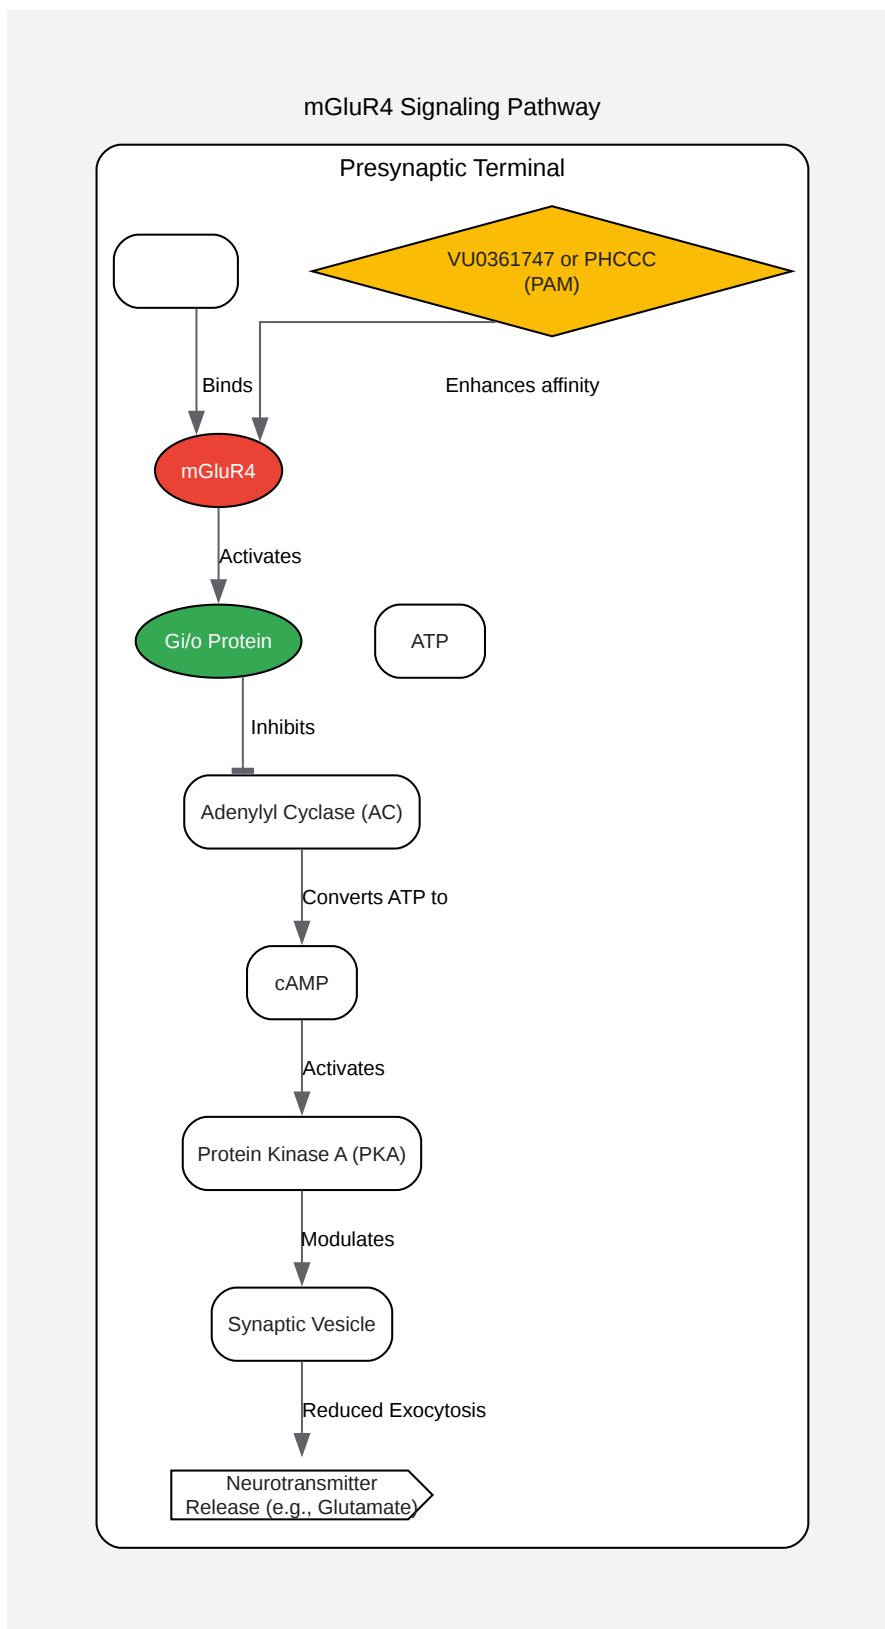 mGluR4 Signaling Pathway
Presynaptic Terminal
VU0361747 or PHCCC
(PAM)
Binds
Enhances affinity
mGluR4
Activates
Gi/o Protein
ATP
Inhibits
Adenylyl Cyclase (AC)
Converts ATP to
cAMP
Activates
Protein Kinase A (PKA)
Modulates
Synaptic Vesicle
Reduced Exocytosis
Neurotransmitter
Release (e.g., Glutamate)